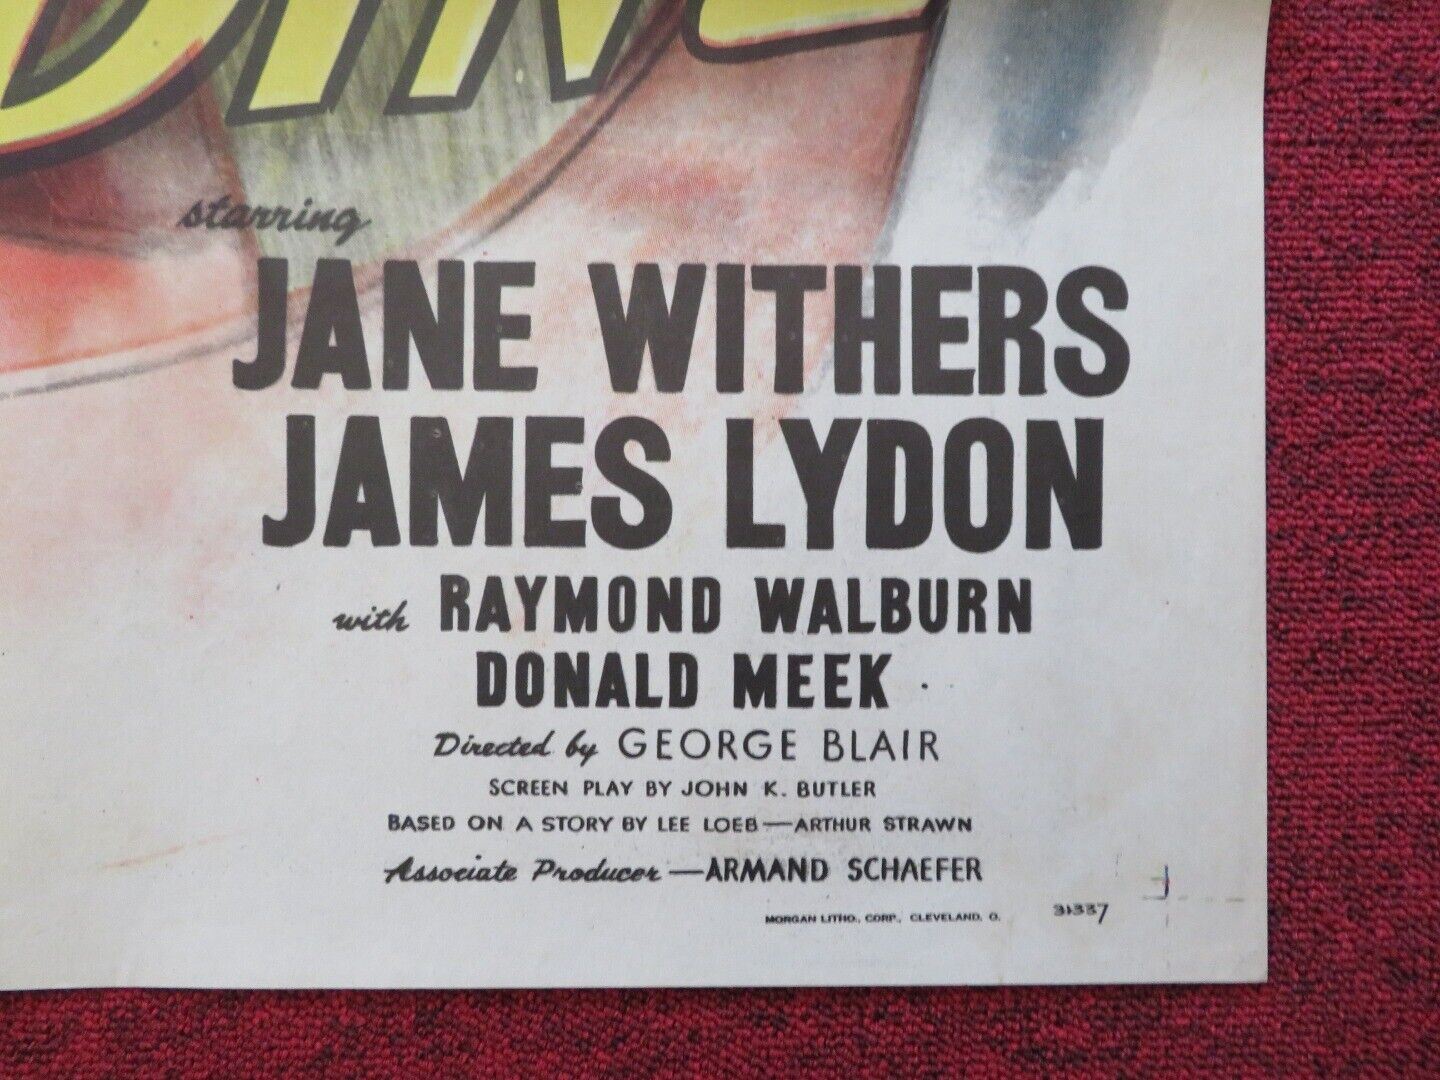 starring
JANE WITHERS
JAMES LYDON
with RAYMOND WALBURN
DONALD MEEK
Directed by GEORGE BLAIR
SCREEN PLAY BY JOHN K. BUTLER
BASED ON A STORY BY LEE LOEB—ARTHUR STRAWN
Associate Producer—ARMAND SCHAEFER
MORGAN LITHO., CORP., CLEVELAND, O. 31337